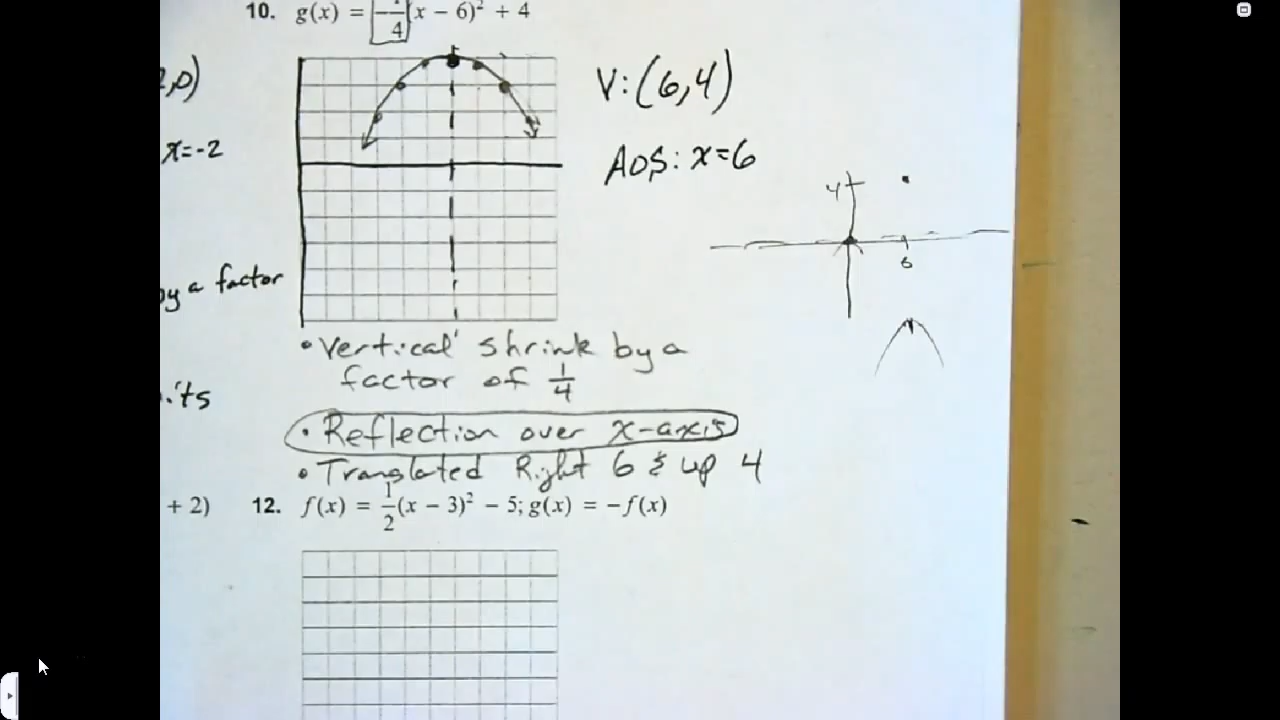 10. g(x) = -1/4(x − 6)² + 4
2,0)
V: (6,4)
x=-2
AOS: x=6
4
6
by a factor
• Vertical shrink by a
factor of 1/4
its
• Reflection over x-axis
• Translated Right 6 & up 4
+ 2)
12. f(x) = 1/2(x − 3)² − 5; g(x) = −f(x)